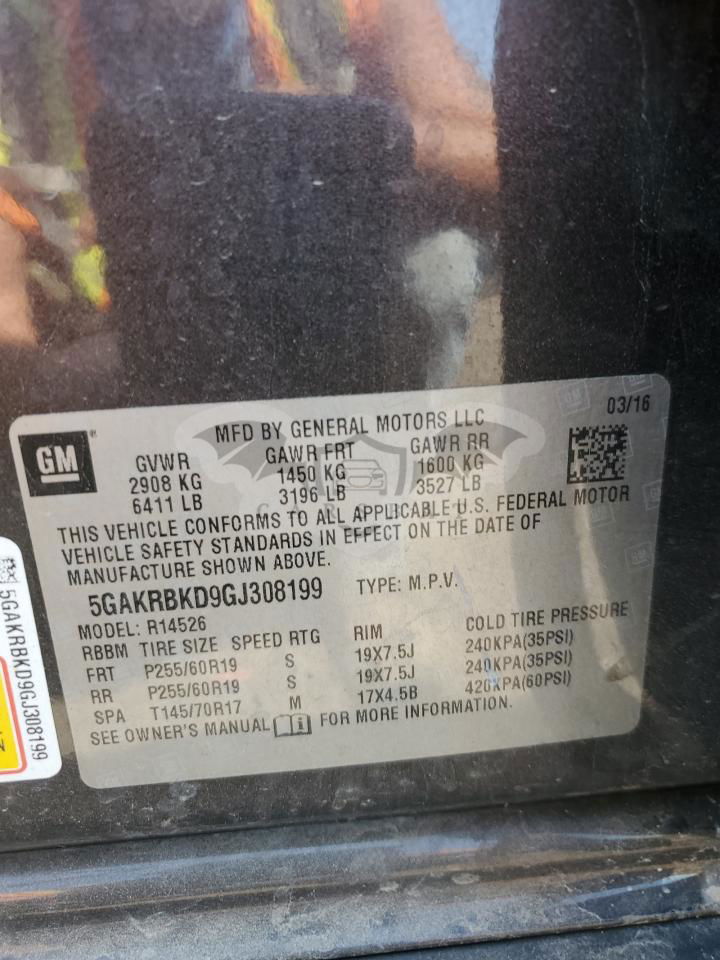 MFD BY GENERAL MOTORS LLC
03/16
GM
GVWR GAWR FRT GAWR RR
2908 KG 1450 KG 1600 KG
6411 LB 3196 LB 3527 LB
THIS VEHICLE CONFORMS TO ALL APPLICABLE U.S. FEDERAL MOTOR
VEHICLE SAFETY STANDARDS IN EFFECT ON THE DATE OF
MANUFACTURE SHOWN ABOVE.
5GAKRBKD9GJ308199 TYPE: M.P.V.
MODEL: R14526
RBBM TIRE SIZE SPEED RTG RIM COLD TIRE PRESSURE
FRT P255/60R19 S 19X7.5J 240KPA(35PSI)
RR P255/60R19 S 19X7.5J 240KPA(35PSI)
SPA T145/70R17 M 17X4.5B 420KPA(60PSI)
SEE OWNER'S MANUAL FOR MORE INFORMATION.
5GAKRBKD9GJ308199